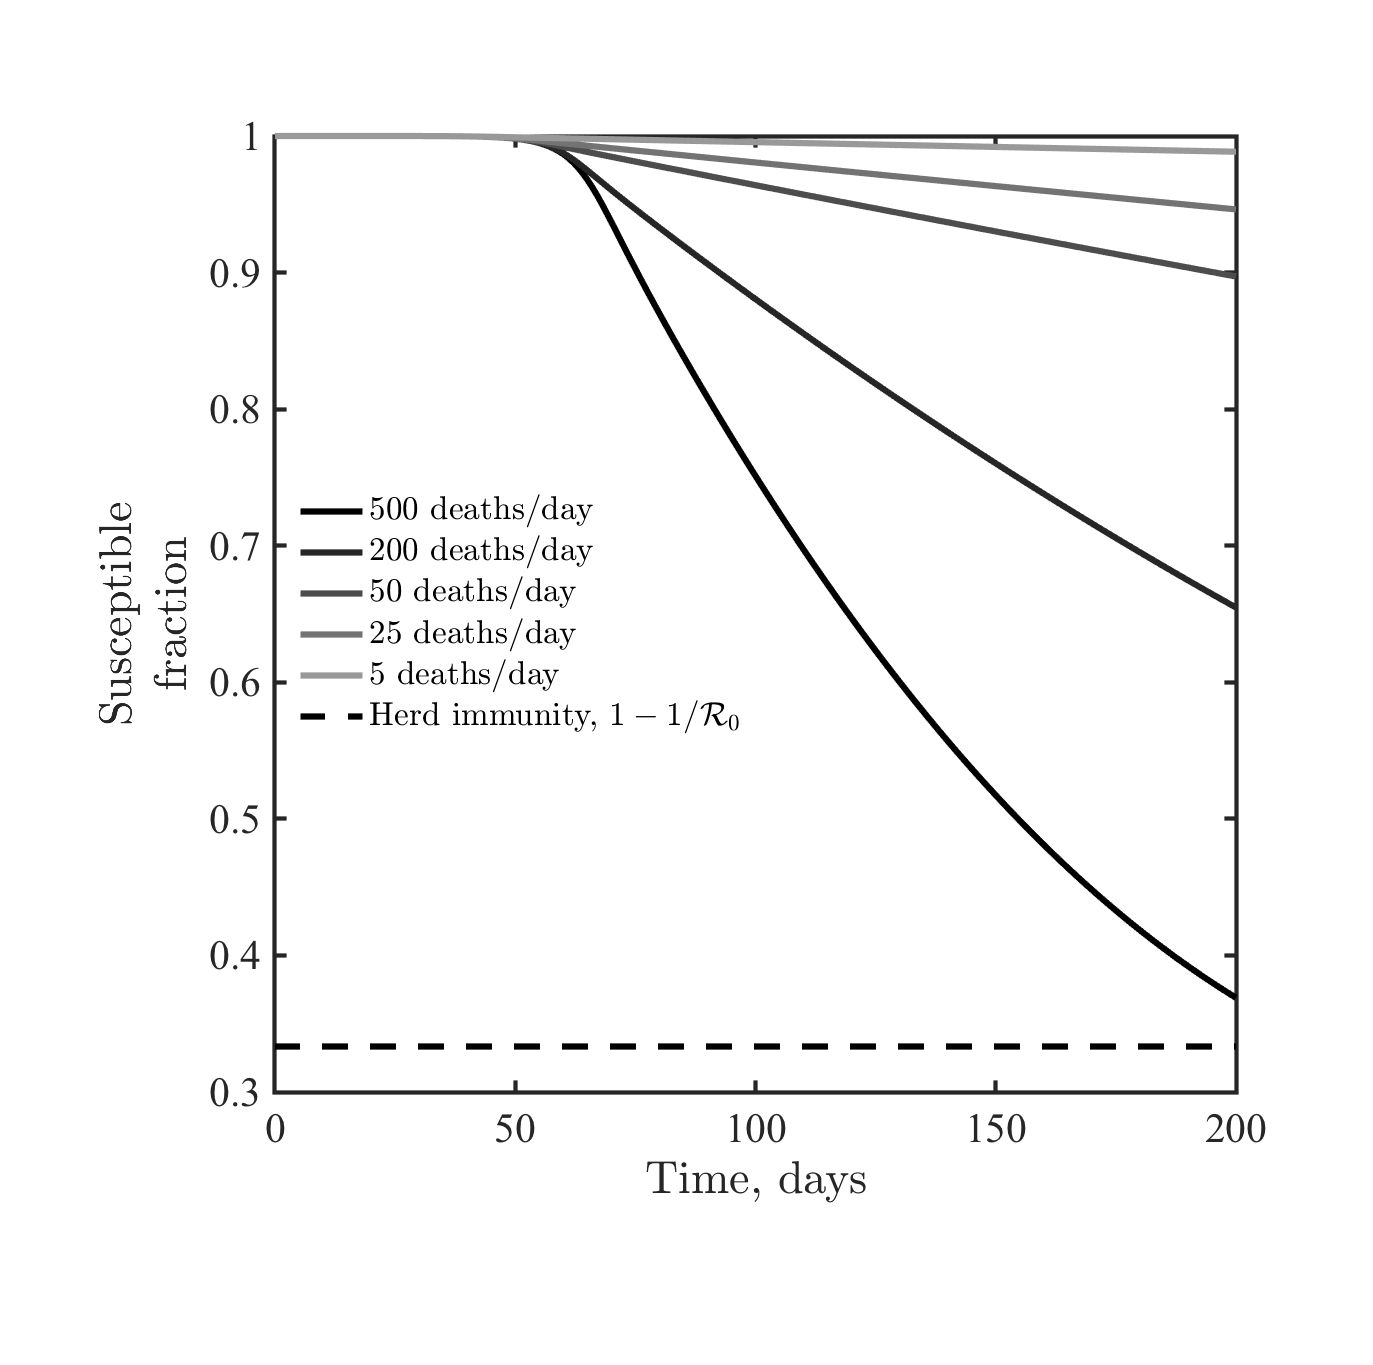 1
0.9
0.8
0.7
0.6
0.5
0.4
0.3
Susceptible
fraction
500 deaths/day
200 deaths/day
50 deaths/day
25 deaths/day
5 deaths/day
Herd immunity, 1 − 1/ℛ₀
0 50 100 150 200
Time, days